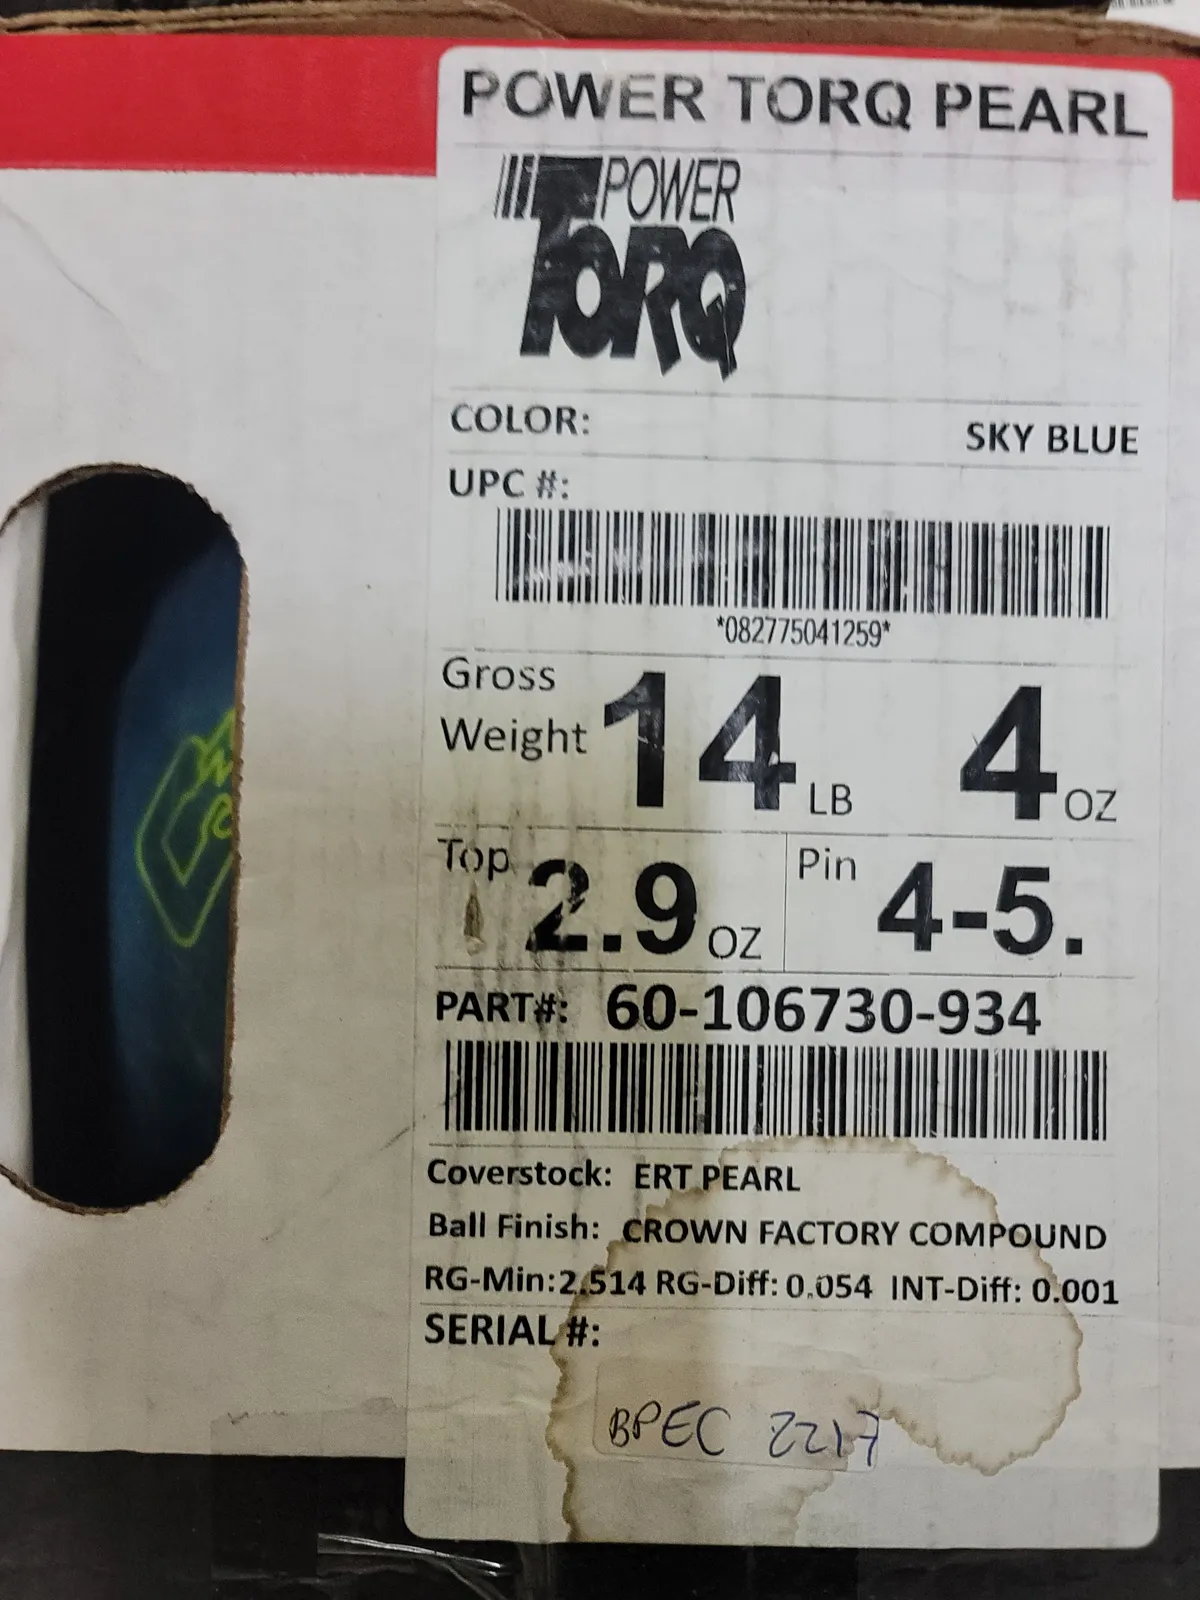 POWER TORQ PEARL
POWER
TORQ
COLOR: SKY BLUE
UPC #:
*082775041259*
Gross Weight 14 LB 4 OZ
Top 2.9 OZ Pin 4-5.
PART#: 60-106730-934
Coverstock: ERT PEARL
Ball Finish: CROWN FACTORY COMPOUND
RG-Min:2.514 RG-Diff: 0.054 INT-Diff: 0.001
SERIAL #:
BPEC 2217